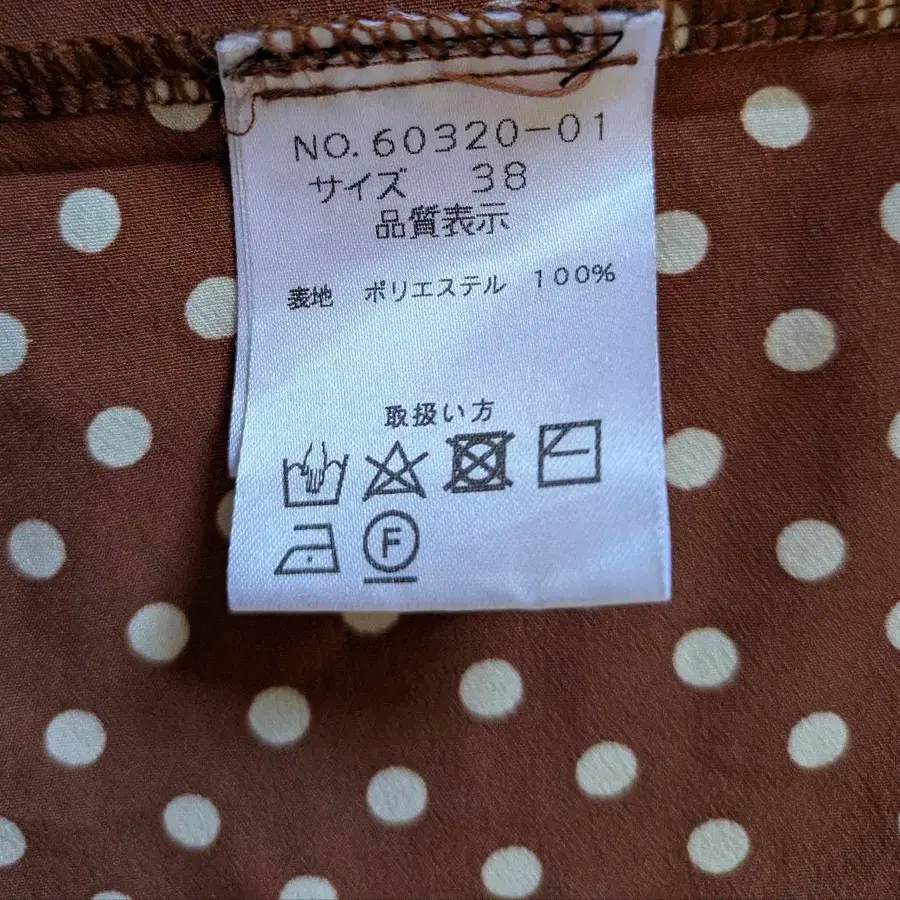 NO.60320-01
サイズ 38
品質表示
表地 ポリエステル 100%
取扱い方
F